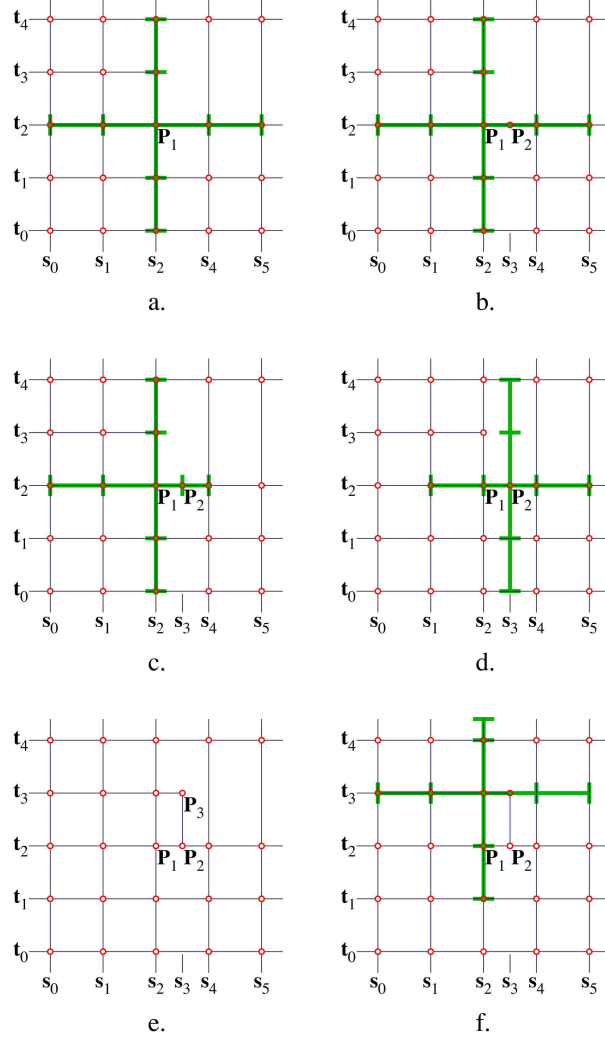 t₄ t₄
t₃ t₃
t₂ t₂
P₁ P₁ P₂
t₁ t₁
t₀ t₀
s₀ s₁ s₂ s₄ s₅ s₀ s₁ s₂ s₃ s₄ s₅
a. b.
t₄ t₄
t₃ t₃
t₂ t₂
P₁ P₂ P₁ P₂
t₁ t₁
t₀ t₀
s₀ s₁ s₂ s₃ s₄ s₅ s₀ s₁ s₂ s₃ s₄ s₅
c. d.
t₄ t₄
t₃ t₃
P₃
t₂ t₂
P₁ P₂ P₁ P₂
t₁ t₁
t₀ t₀
s₀ s₁ s₂ s₃ s₄ s₅ s₀ s₁ s₂ s₃ s₄ s₅
e. f.